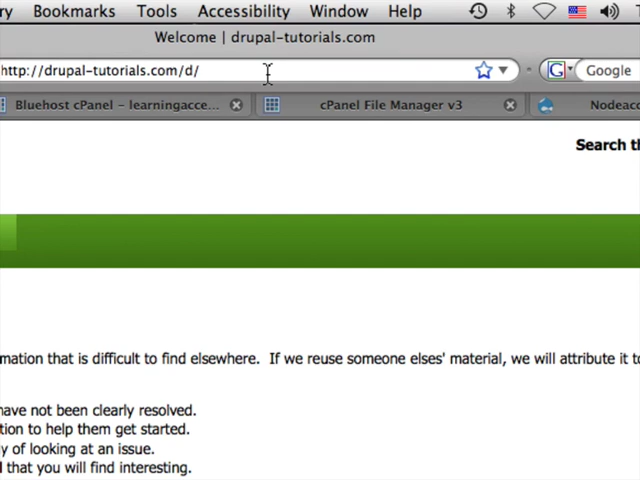 Bookmarks Tools Accessibility Window Help
Welcome | drupal-tutorials.com
http://drupal-tutorials.com/d/ Google
Bluehost cPanel – learningacce... cPanel File Manager v3 Nodeacc
Search th
mation that is difficult to find elsewhere. If we reuse someone elses' material, we will attribute it to
have not been clearly resolved.
tion to help them get started.
y of looking at an issue.
that you will find interesting.